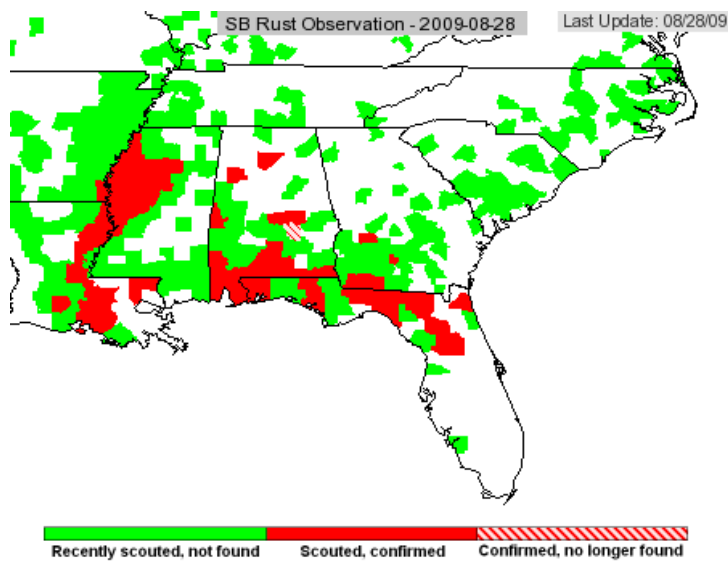 SB Rust Observation - 2009-08-28
Last Update: 08/28/09
Recently scouted, not found
Scouted, confirmed
Confirmed, no longer found